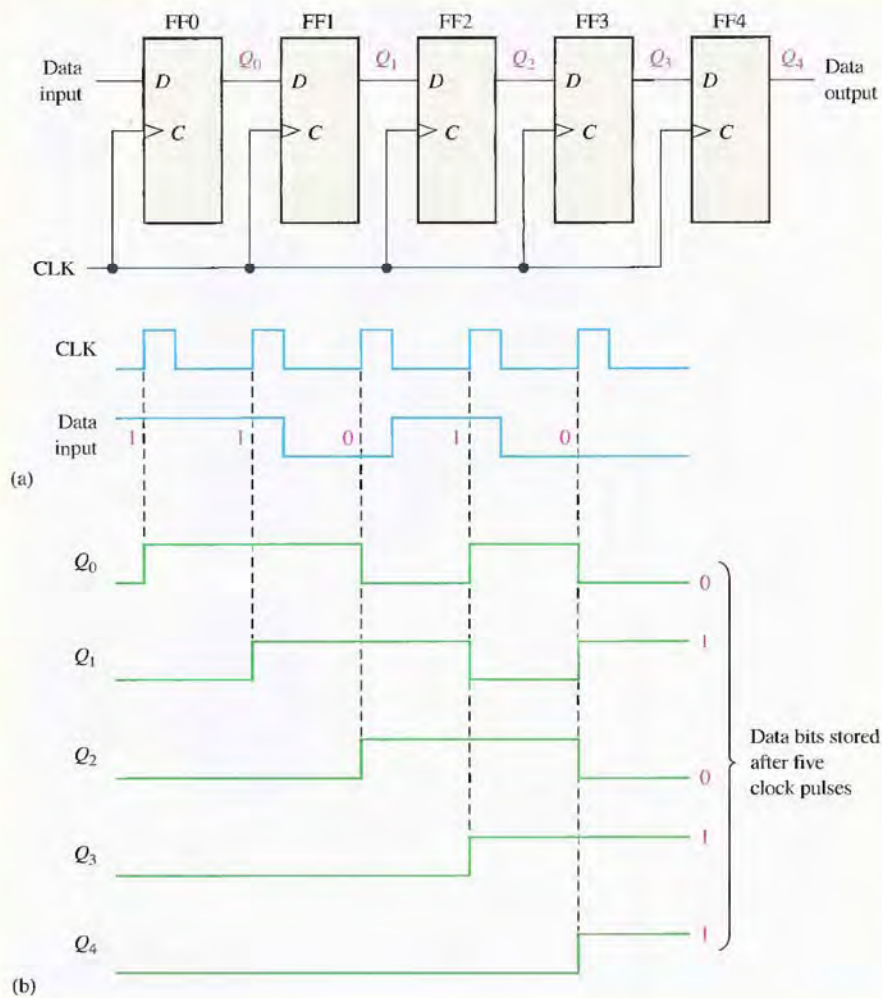 FF0 FF1 FF2 FF3 FF4
Data
input
D Q0 D Q1 D Q2 D Q3 D Q4
Data
output
C C C C C
CLK
CLK
Data
input
1 1 0 1 0
(a)
Q0 0
Q1 1
Q2 0
Q3 1
Q4 1
Data bits stored
after five
clock pulses
(b)